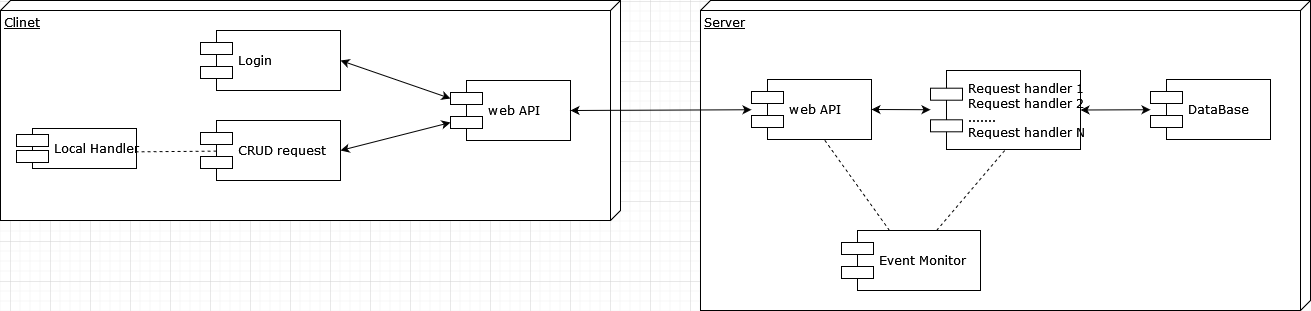 Clinet
Login
web API
CRUD request
Local Handler
Server
web API
Request handler 1
Request handler 2
.......
Request handler N
DataBase
Event Monitor